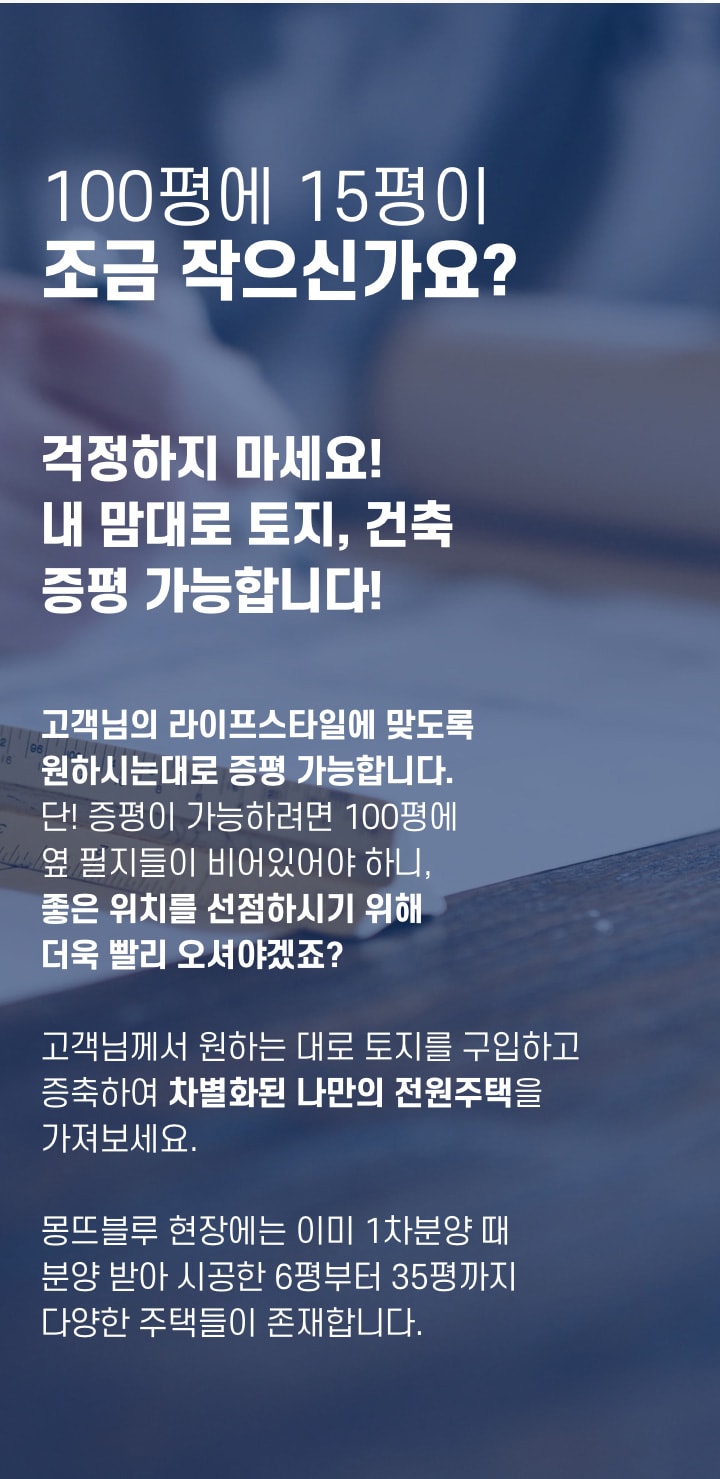 100평에 15평이
조금 작으신가요?
걱정하지 마세요!
내 맘대로 토지, 건축
증평 가능합니다!
고객님의 라이프스타일에 맞도록
원하시는대로 증평 가능합니다.
단! 증평이 가능하려면 100평에
옆 필지들이 비어있어야 하니,
좋은 위치를 선점하시기 위해
더욱 빨리 오셔야겠죠?
고객님께서 원하는 대로 토지를 구입하고
증축하여 차별화된 나만의 전원주택을
가져보세요.
몽뜨블루 현장에는 이미 1차분양 때
분양 받아 시공한 6평부터 35평까지
다양한 주택들이 존재합니다.